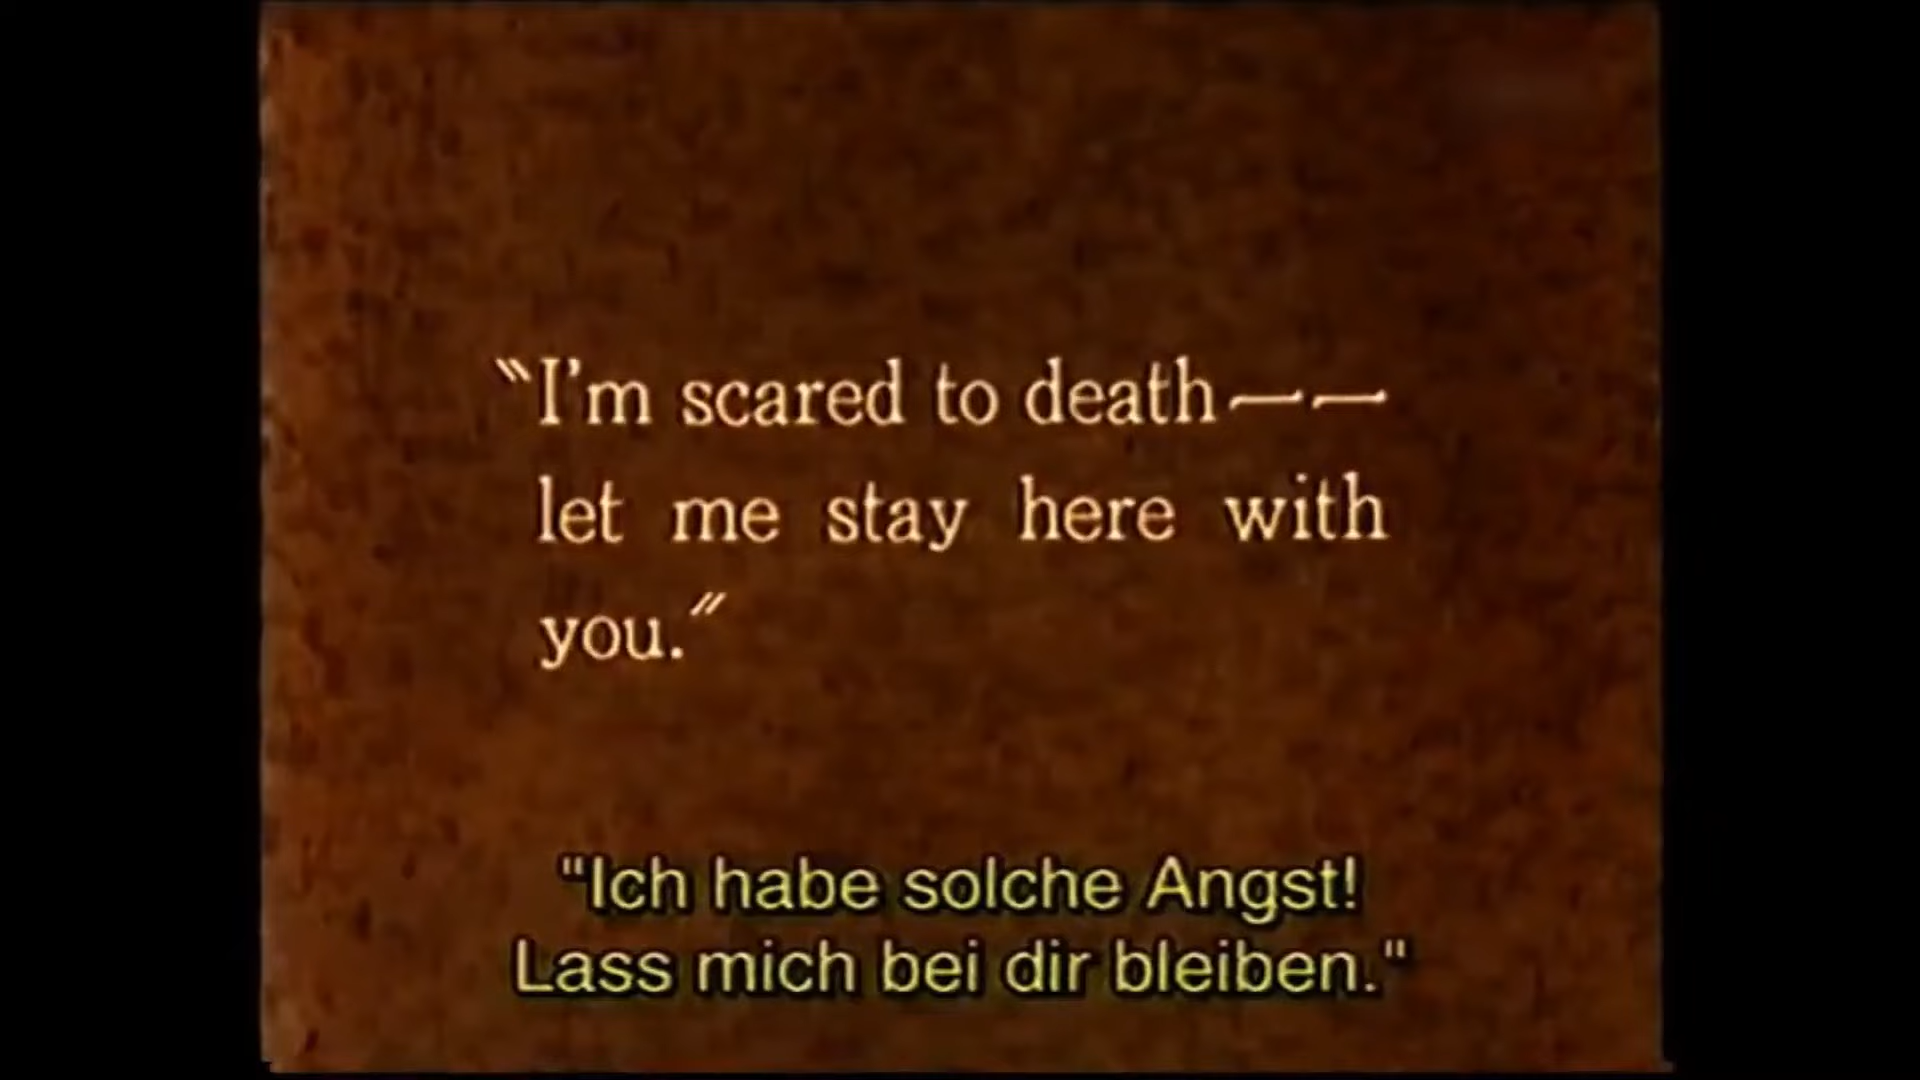 "I'm scared to death——
let me stay here with
you."
"Ich habe solche Angst!
Lass mich bei dir bleiben."